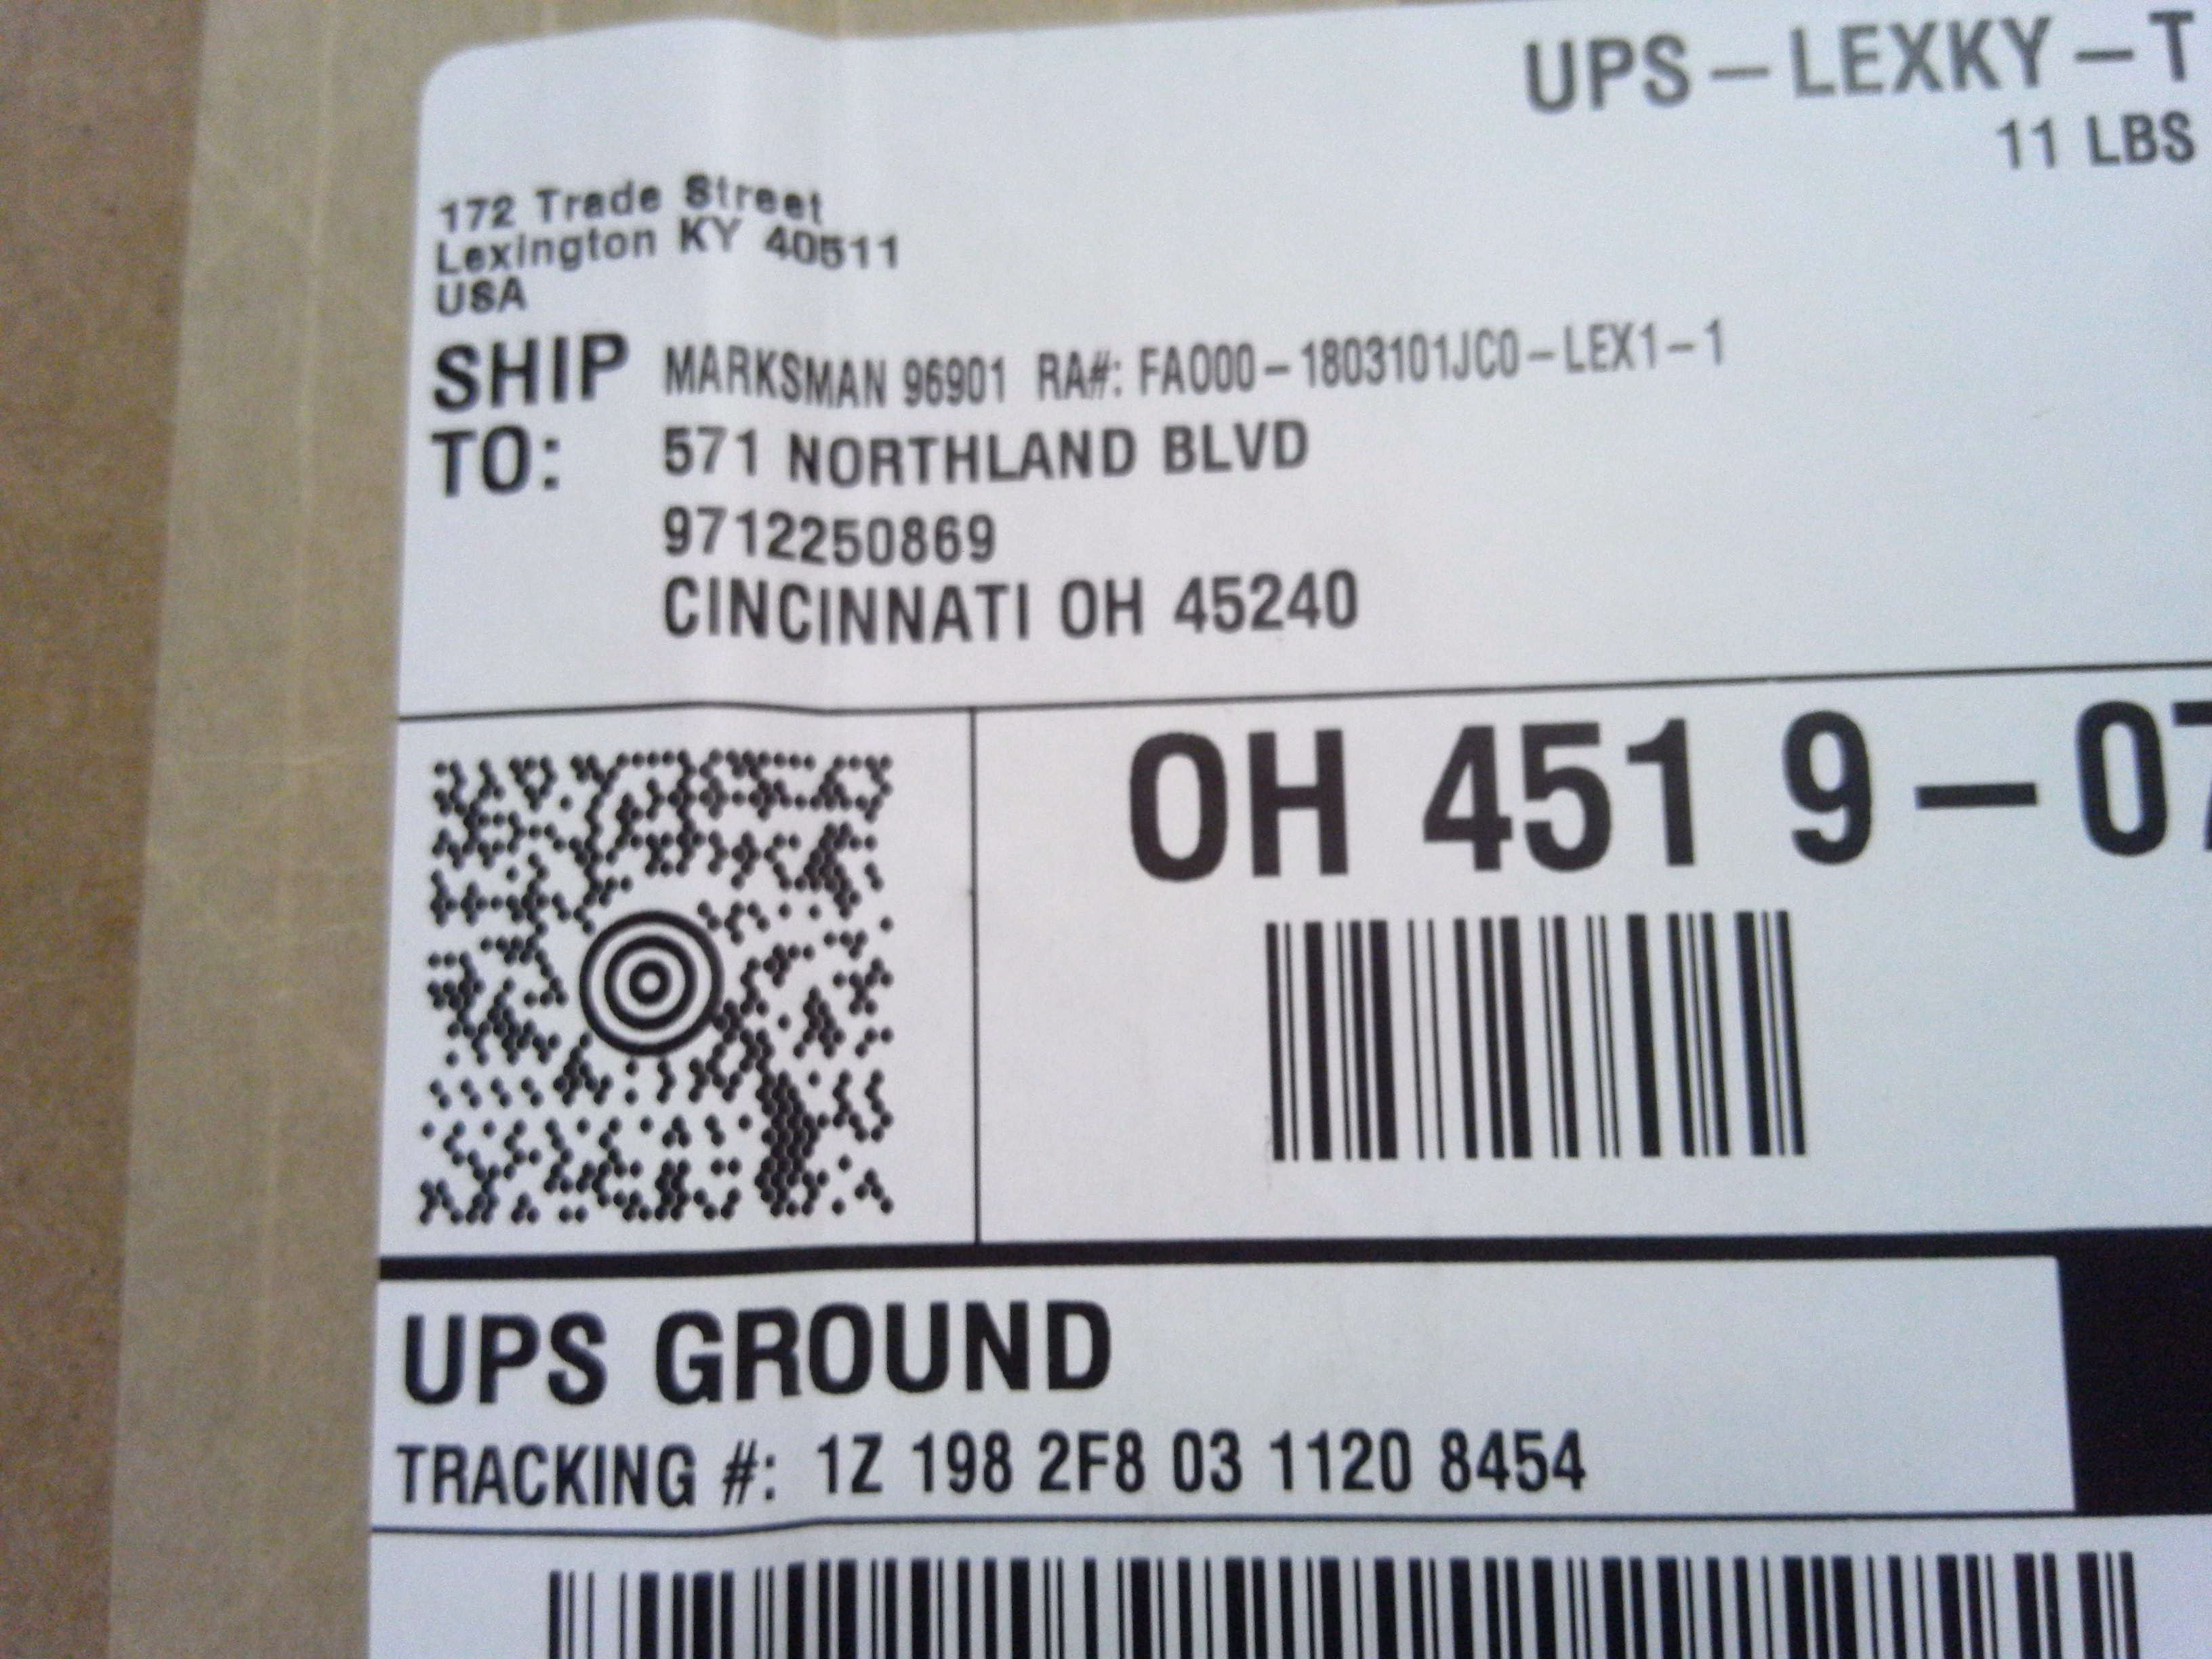 UPS – LEXKY – T
11 LBS
172 Trade Street
Lexington KY 40511
USA
SHIP TO: MARKSMAN 96901 RA#: FA000 – 1803101JC0 – LEX1 – 1
571 NORTHLAND BLVD
9712250869
CINCINNATI OH 45240
OH 451 9 – 07
UPS GROUND
TRACKING #: 1Z 198 2F8 03 1120 8454